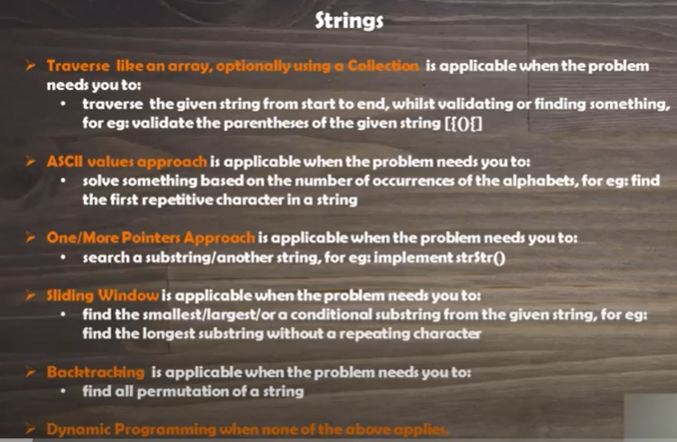 Strings
➢ Traverse like an array, optionally using a Collection is applicable when the problem
needs you to:
• traverse the given string from start to end, whilst validating or finding something,
for eg: validate the parentheses of the given string [{(){]
➢ ASCII values approach is applicable when the problem needs you to:
• solve something based on the number of occurrences of the alphabets, for eg: find
the first repetitive character in a string
➢ One/More Pointers Approach is applicable when the problem needs you to:
• search a substring/another string, for eg: implement strStr()
➢ Sliding Window is applicable when the problem needs you to:
• find the smallest/largest/or a conditional substring from the given string, for eg:
find the longest substring without a repeating character
➢ Backtracking is applicable when the problem needs you to:
• find all permutation of a string
➢ Dynamic Programming when none of the above applies.